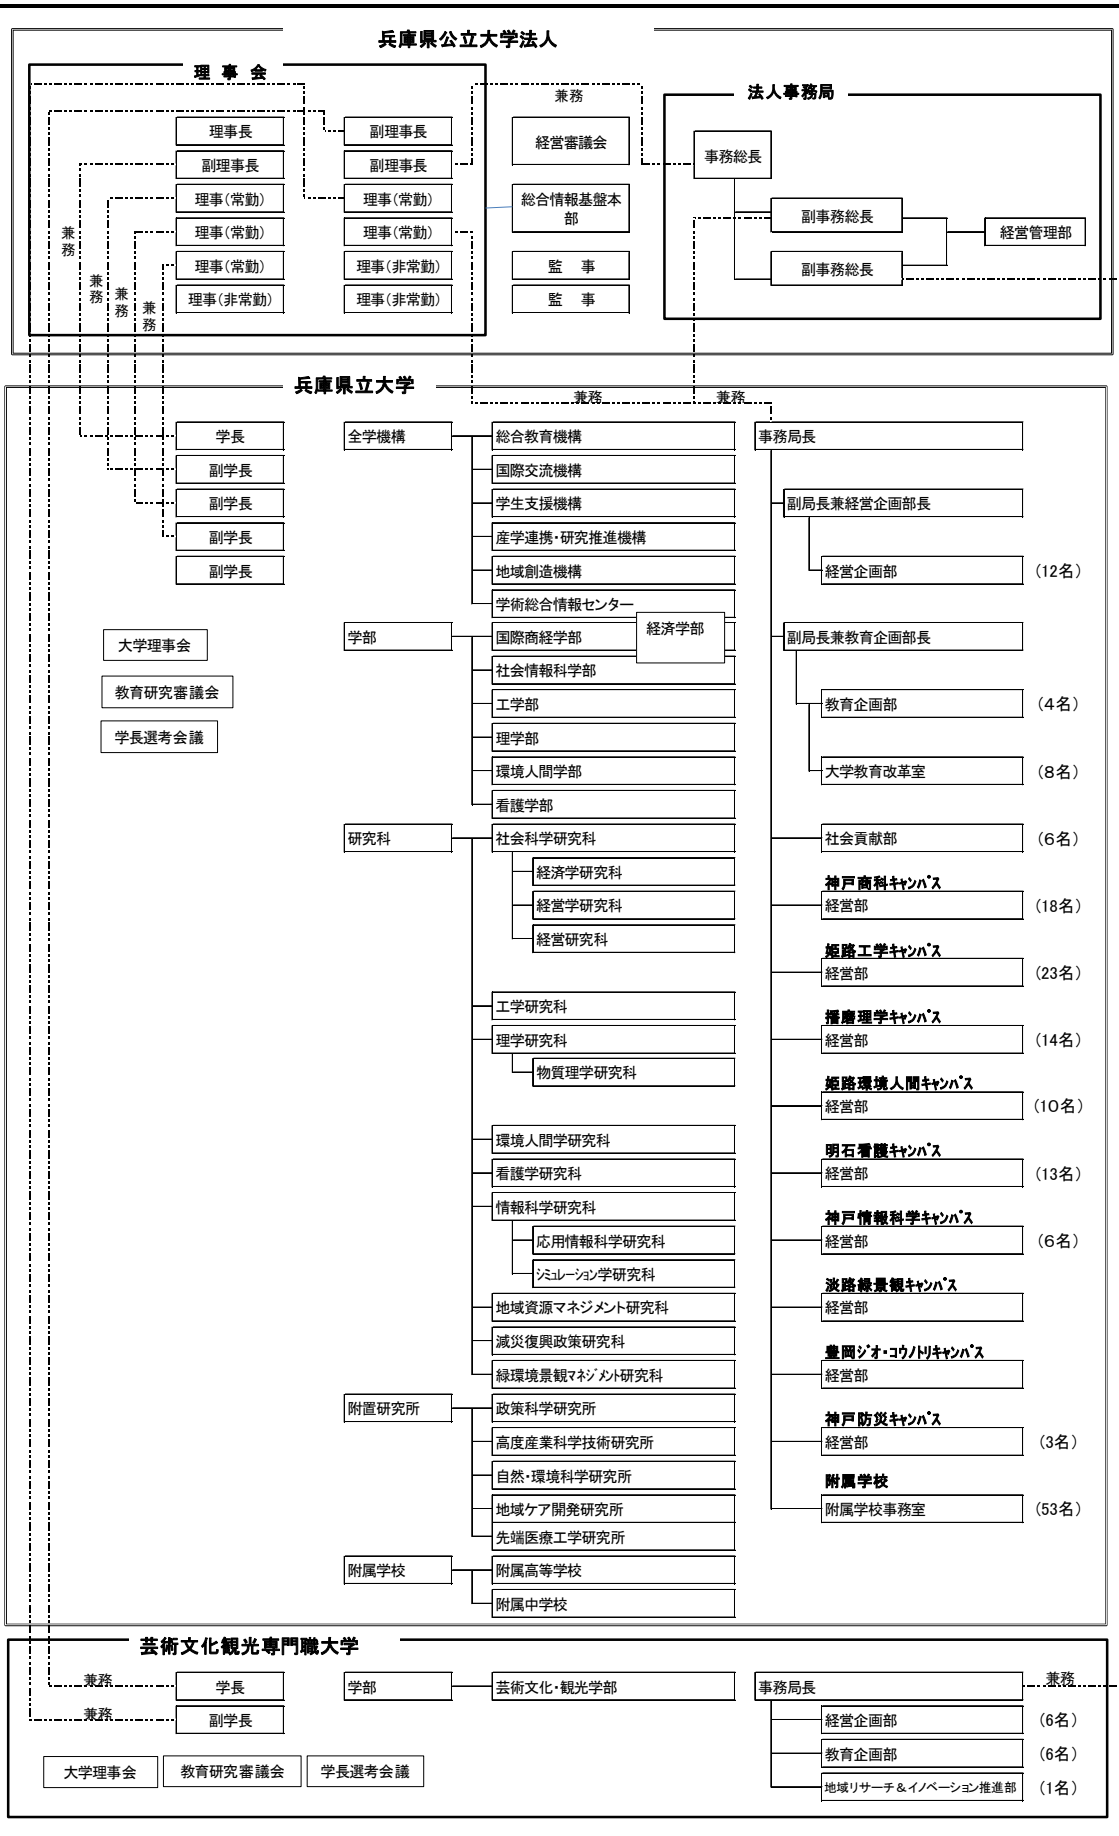 兵庫県公立大学法人
理 事 会
兼務
法人事務局
理事長
副理事長
経営審議会
事務総長
副理事長
副理事長
理事(常勤)
理事(常勤)
総合情報基盤本
部
副事務総長
兼
務
理事(常勤)
理事(常勤)
経営管理部
理事(常勤)
理事(非常勤)
監　事
副事務総長
兼
務
兼
務
兼
務
理事(非常勤)
理事(非常勤)
監　事
兵庫県立大学
兼務
兼務
学長
副学長
副学長
副学長
副学長
大学理事会
教育研究審議会
学長選考会議
全学機構
総合教育機構
国際交流機構
学生支援機構
産学連携・研究推進機構
地域創造機構
学術総合情報センター
学部
国際商経学部
経済学部
社会情報科学部
工学部
理学部
環境人間学部
看護学部
研究科
社会科学研究科
経済学研究科
経営学研究科
経営研究科
工学研究科
理学研究科
物質理学研究科
環境人間学研究科
看護学研究科
情報科学研究科
応用情報科学研究科
ｼﾐｭﾚｰｼｮﾝ学研究科
地域資源マネジメント研究科
減災復興政策研究科
緑環境景観ﾏﾈｼﾞﾒﾝﾄ研究科
附置研究所
政策科学研究所
高度産業科学技術研究所
自然・環境科学研究所
地域ケア開発研究所
先端医療工学研究所
附属学校
附属高等学校
附属中学校
事務局長
副局長兼経営企画部長
経営企画部 (12名)
副局長兼教育企画部長
教育企画部 (4名)
大学教育改革室 (8名)
社会貢献部 (6名)
神戸商科ｷｬﾝﾊﾟｽ
経営部 (18名)
姫路工学ｷｬﾝﾊﾟｽ
経営部 (23名)
播磨理学ｷｬﾝﾊﾟｽ
経営部 (14名)
姫路環境人間ｷｬﾝﾊﾟｽ
経営部 (10名)
明石看護ｷｬﾝﾊﾟｽ
経営部 (13名)
神戸情報科学ｷｬﾝﾊﾟｽ
経営部 (6名)
淡路緑景観ｷｬﾝﾊﾟｽ
経営部
豊岡ｼﾞｵ・ｺｳﾉﾄﾘｷｬﾝﾊﾟｽ
経営部
神戸防災ｷｬﾝﾊﾟｽ
経営部 (3名)
附属学校
附属学校事務室 (53名)
芸術文化観光専門職大学
兼務
学長
学部
芸術文化・観光学部
事務局長
兼務
兼務
副学長
経営企画部 (6名)
教育企画部 (6名)
地域リサーチ＆イノベーション推進部 (1名)
大学理事会
教育研究審議会
学長選考会議